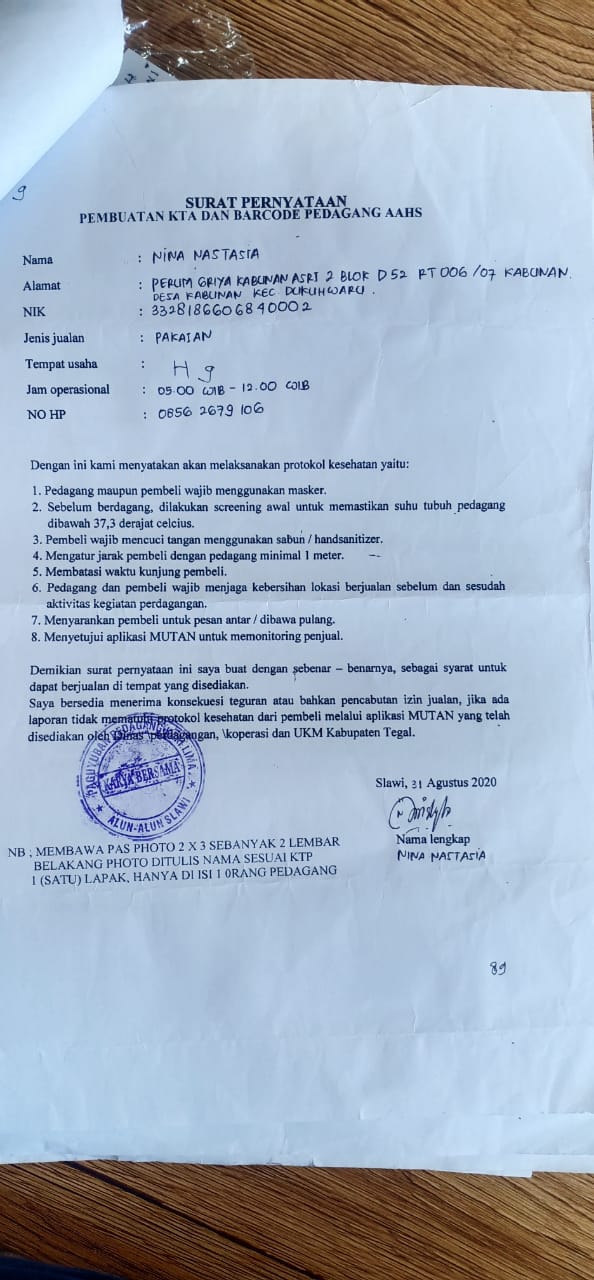 9
SURAT PERNYATAAN
PEMBUATAN KTA DAN BARCODE PEDAGANG AAHS
Nama : NINA NASTASIA
Alamat : PERUM GRIYA KABUNAN ASRI 2 BLOK D 52 RT 006 / 07 KABUNAN.
DESA KABUNAN KEC DUKUHWARU.
NIK : 3328186606840002
Jenis jualan : PAKAIAN
Tempat usaha : H 9
Jam operasional : 05.00 WIB - 12.00 WIB
NO HP : 0856 2679 106
Dengan ini kami menyatakan akan melaksanakan protokol kesehatan yaitu:
1. Pedagang maupun pembeli wajib menggunakan masker.
2. Sebelum berdagang, dilakukan screening awal untuk memastikan suhu tubuh pedagang
dibawah 37,3 derajat celcius.
3. Pembeli wajib mencuci tangan menggunakan sabun / handsanitizer.
4. Mengatur jarak pembeli dengan pedagang minimal 1 meter.
5. Membatasi waktu kunjung pembeli.
6. Pedagang dan pembeli wajib menjaga kebersihan lokasi berjualan sebelum dan sesudah
aktivitas kegiatan perdagangan.
7. Menyarankan pembeli untuk pesan antar / dibawa pulang.
8. Menyetujui aplikasi MUTAN untuk memonitoring penjual.
Demikian surat pernyataan ini saya buat dengan sebenar – benarnya, sebagai syarat untuk
dapat berjualan di tempat yang disediakan.
Saya bersedia menerima konsekuesi teguran atau bahkan pencabutan izin jualan, jika ada
laporan tidak mematuhi protokol kesehatan dari pembeli melalui aplikasi MUTAN yang telah
disediakan oleh Dinas perdagangan, \koperasi dan UKM Kabupaten Tegal.
PAGUYUBAN PEDAGANG KAKI LIMA
KARYA BERSAMA
ALUN-ALUN SLAWI
Slawi, 31 Agustus 2020
Nama lengkap
NINA NASTASIA
NB ; MEMBAWA PAS PHOTO 2 X 3 SEBANYAK 2 LEMBAR
BELAKANG PHOTO DITULIS NAMA SESUAI KTP
1 (SATU) LAPAK, HANYA DI ISI 1 0RANG PEDAGANG
89